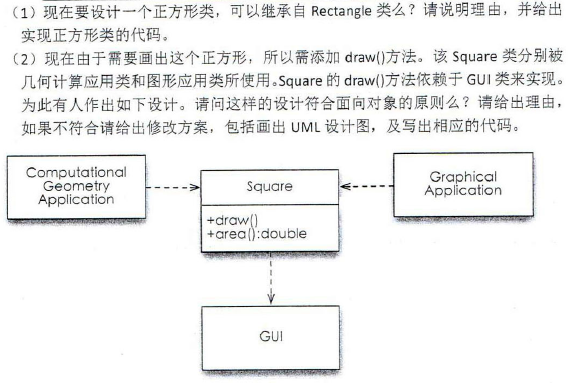 （1）现在要设计一个正方形类，可以继承自 Rectangle 类么？请说明理由，并给出
实现正方形类的代码。
（2）现在由于需要画出这个正方形，所以需添加 draw()方法。该 Square 类分别被
几何计算应用类和图形应用类所使用。Square 的 draw()方法依赖于 GUI 类来实现。
为此有人作出如下设计。请问这样的设计符合面向对象的原则么？请给出理由，
如果不符合请给出修改方案，包括画出 UML 设计图，及写出相应的代码。
Computational
Geometry
Application
Square
+draw()
+area():double
Graphical
Application
GUI